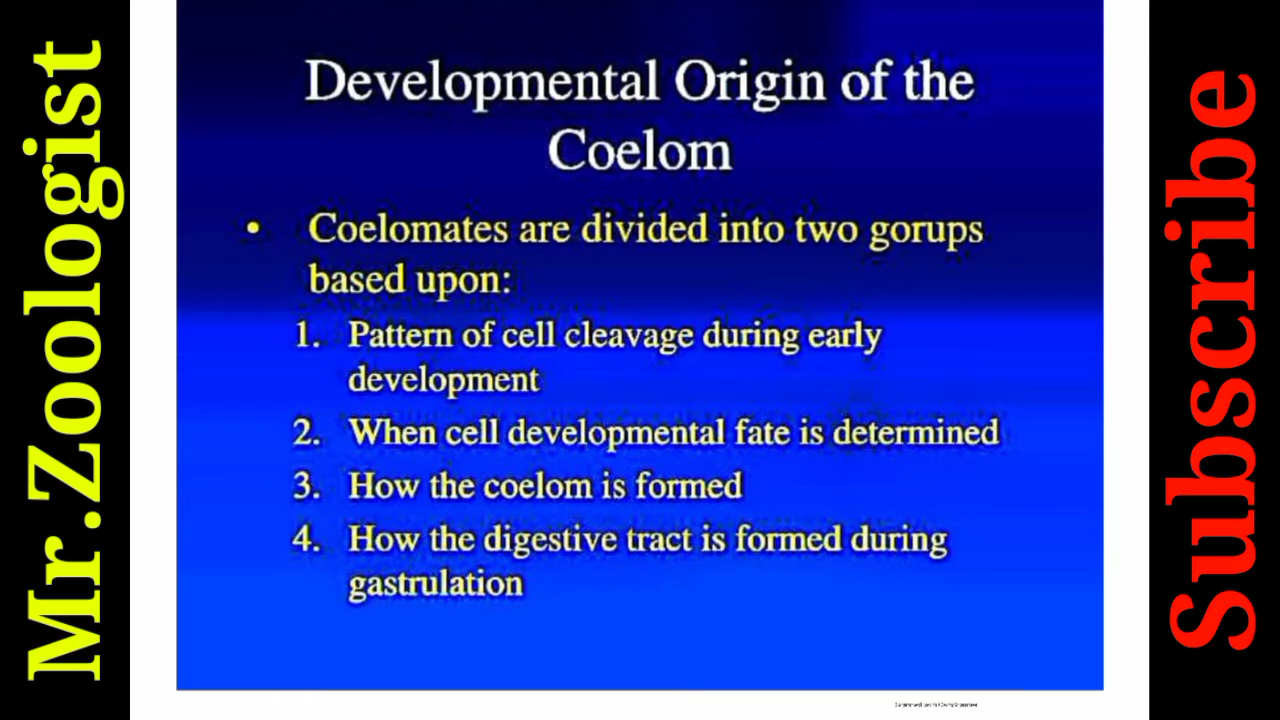 Mr.Zoologist
Developmental Origin of the
Coelom
• Coelomates are divided into two gorups
based upon:
1. Pattern of cell cleavage during early
development
2. When cell developmental fate is determined
3. How the coelom is formed
4. How the digestive tract is formed during
gastrulation
Subscribe